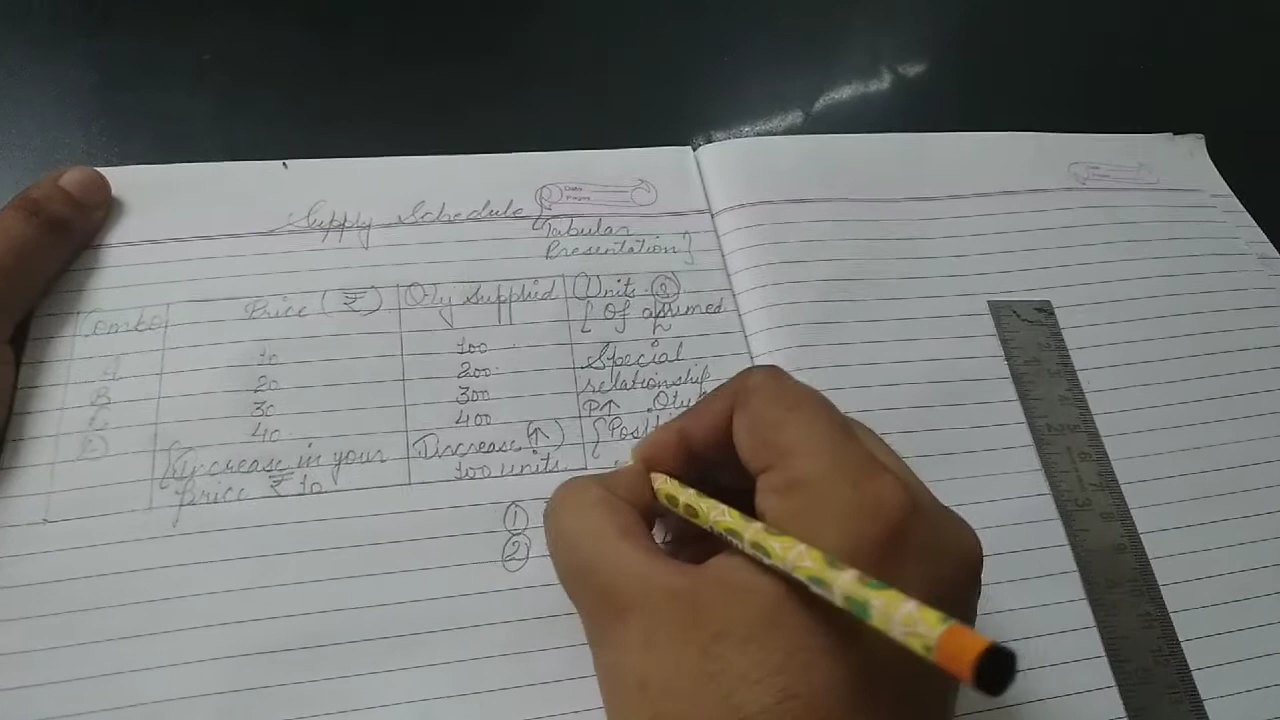 Supply Schedule
[Tabular
Presentation]
Combo Price (₹) Qty Supplied Units
[Of assumed
A 10 100 Special
B 20 200 relationship
C 30 300 P↑ Qty
D 40 400 {Positi
[Increase in your Increase (↑)
price ₹ 10 100 units
1
2